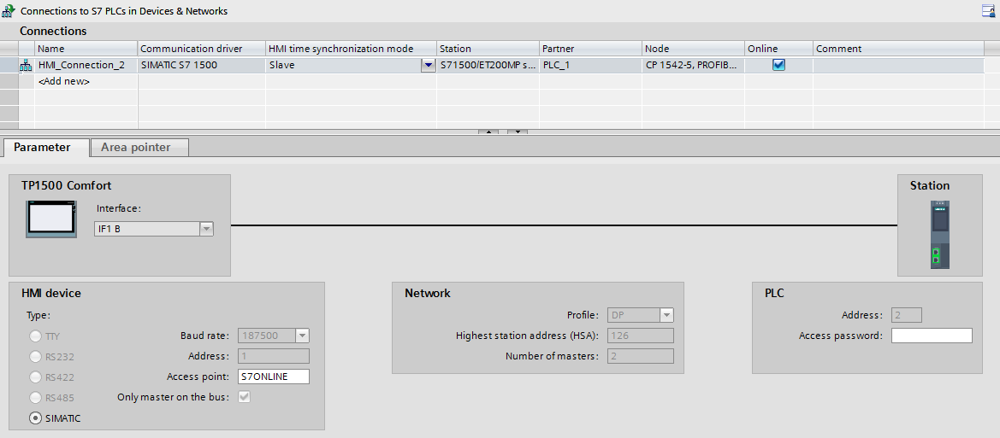 Connections to S7 PLCs in Devices & Networks
Connections
Name Communication driver HMI time synchronization mode Station Partner Node Online Comment
HMI_Connection_2 SIMATIC S7 1500 Slave S71500/ET200MP s... PLC_1 CP 1542-5, PROFIB...
<Add new>
Parameter Area pointer
TP1500 Comfort
Interface:
IF1 B
Station
HMI device
Type:
TTY
RS232
RS422
RS485
SIMATIC
Baud rate: 187500
Address: 1
Access point: S7ONLINE
Only master on the bus:
Network
Profile: DP
Highest station address (HSA): 126
Number of masters: 2
PLC
Address: 2
Access password: